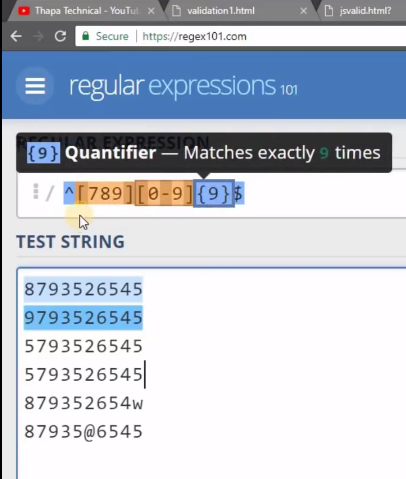 Thapa Technical - YouTu
validation1.html
jsvalid.html?
Secure | https://regex101.com
regular expressions 101
REGULAR EXPRESSION
{9} Quantifier — Matches exactly 9 times
/ ^[789][0-9]{9}$
TEST STRING
8793526545
9793526545
5793526545
5793526545
879352654w
87935@6545